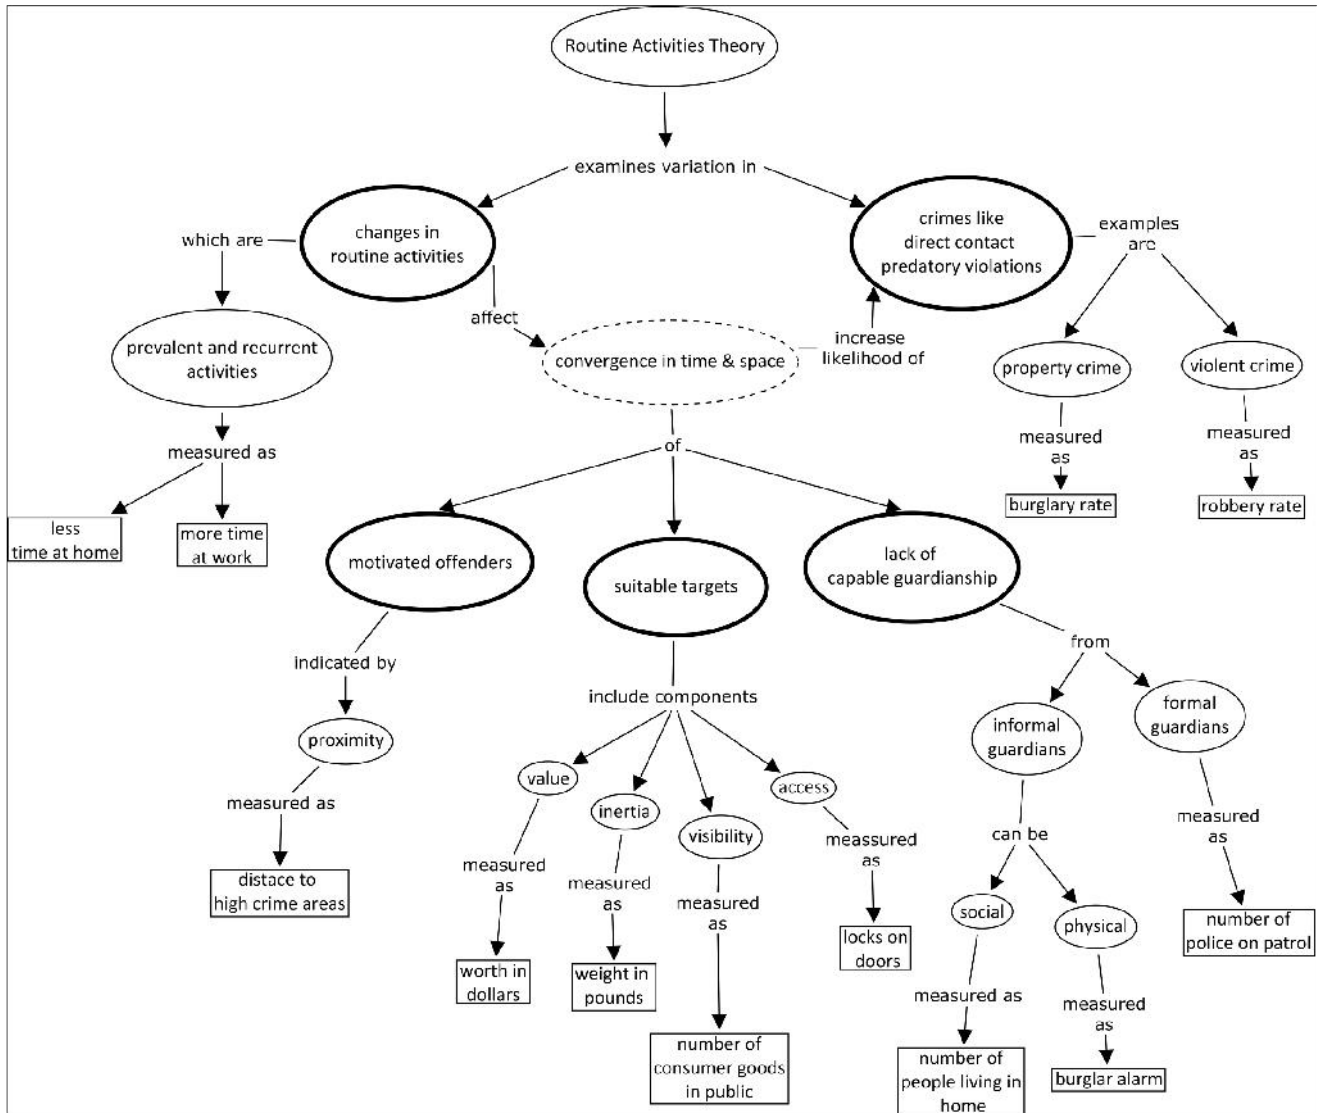 Routine Activities Theory
examines variation in
changes in
routine activities
crimes like
direct contact
predatory violations
which are
examples
are
affect
prevalent and recurrent
activities
convergence in time & space
increase
likelihood of
property crime
violent crime
measured as
of
measured
as
measured
as
less
time at home
more time
at work
burglary rate
robbery rate
motivated offenders
suitable targets
lack of
capable guardianship
indicated by
include components
from
proximity
informal
guardians
formal
guardians
value
inertia
visibility
access
measured as
measured
as
measured
as
measured
as
meassured
as
can be
measured
as
distace to
high crime areas
social
physical
number of
police on patrol
worth in
dollars
weight in
pounds
locks on
doors
measured as
measured
as
number of
consumer goods
in public
number of
people living in
home
burglar alarm